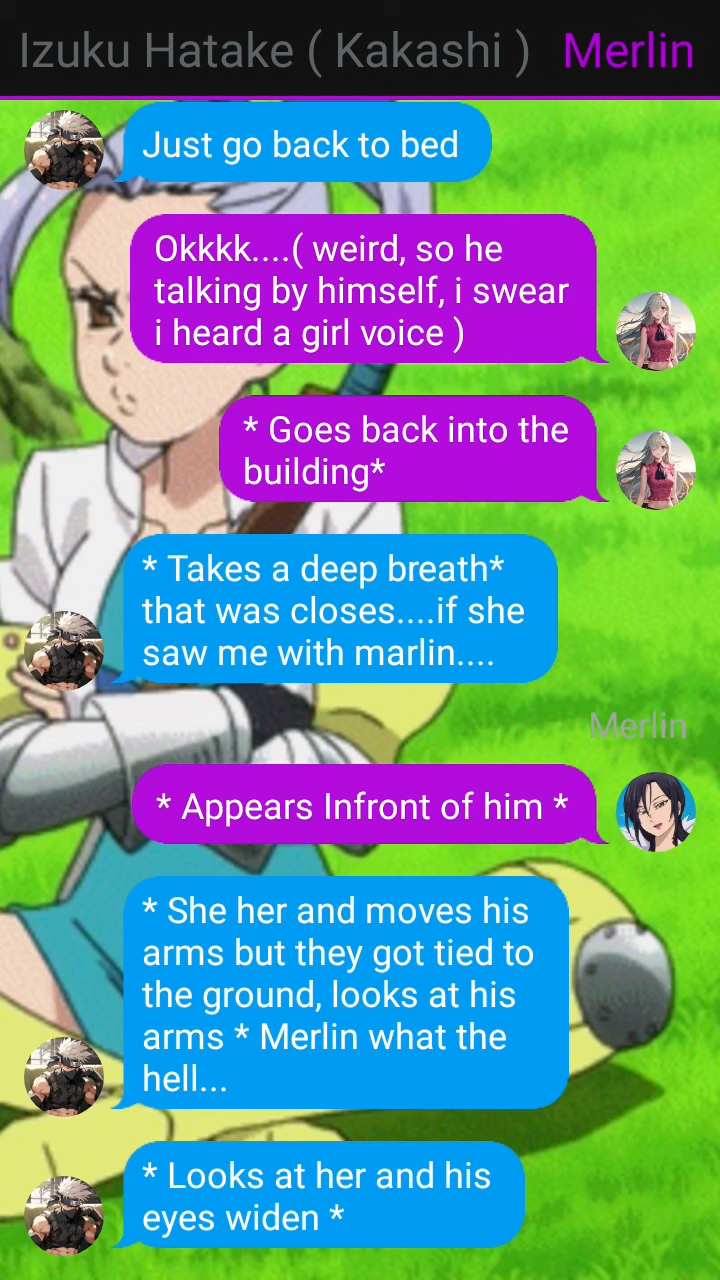 Izuku Hatake ( Kakashi ) Merlin
Just go back to bed
Okkkk....( weird, so he
talking by himself, i swear
i heard a girl voice )
* Goes back into the
building*
* Takes a deep breath*
that was closes....if she
saw me with marlin....
Merlin
* Appears Infront of him *
* She her and moves his
arms but they got tied to
the ground, looks at his
arms * Merlin what the
hell...
* Looks at her and his
eyes widen *